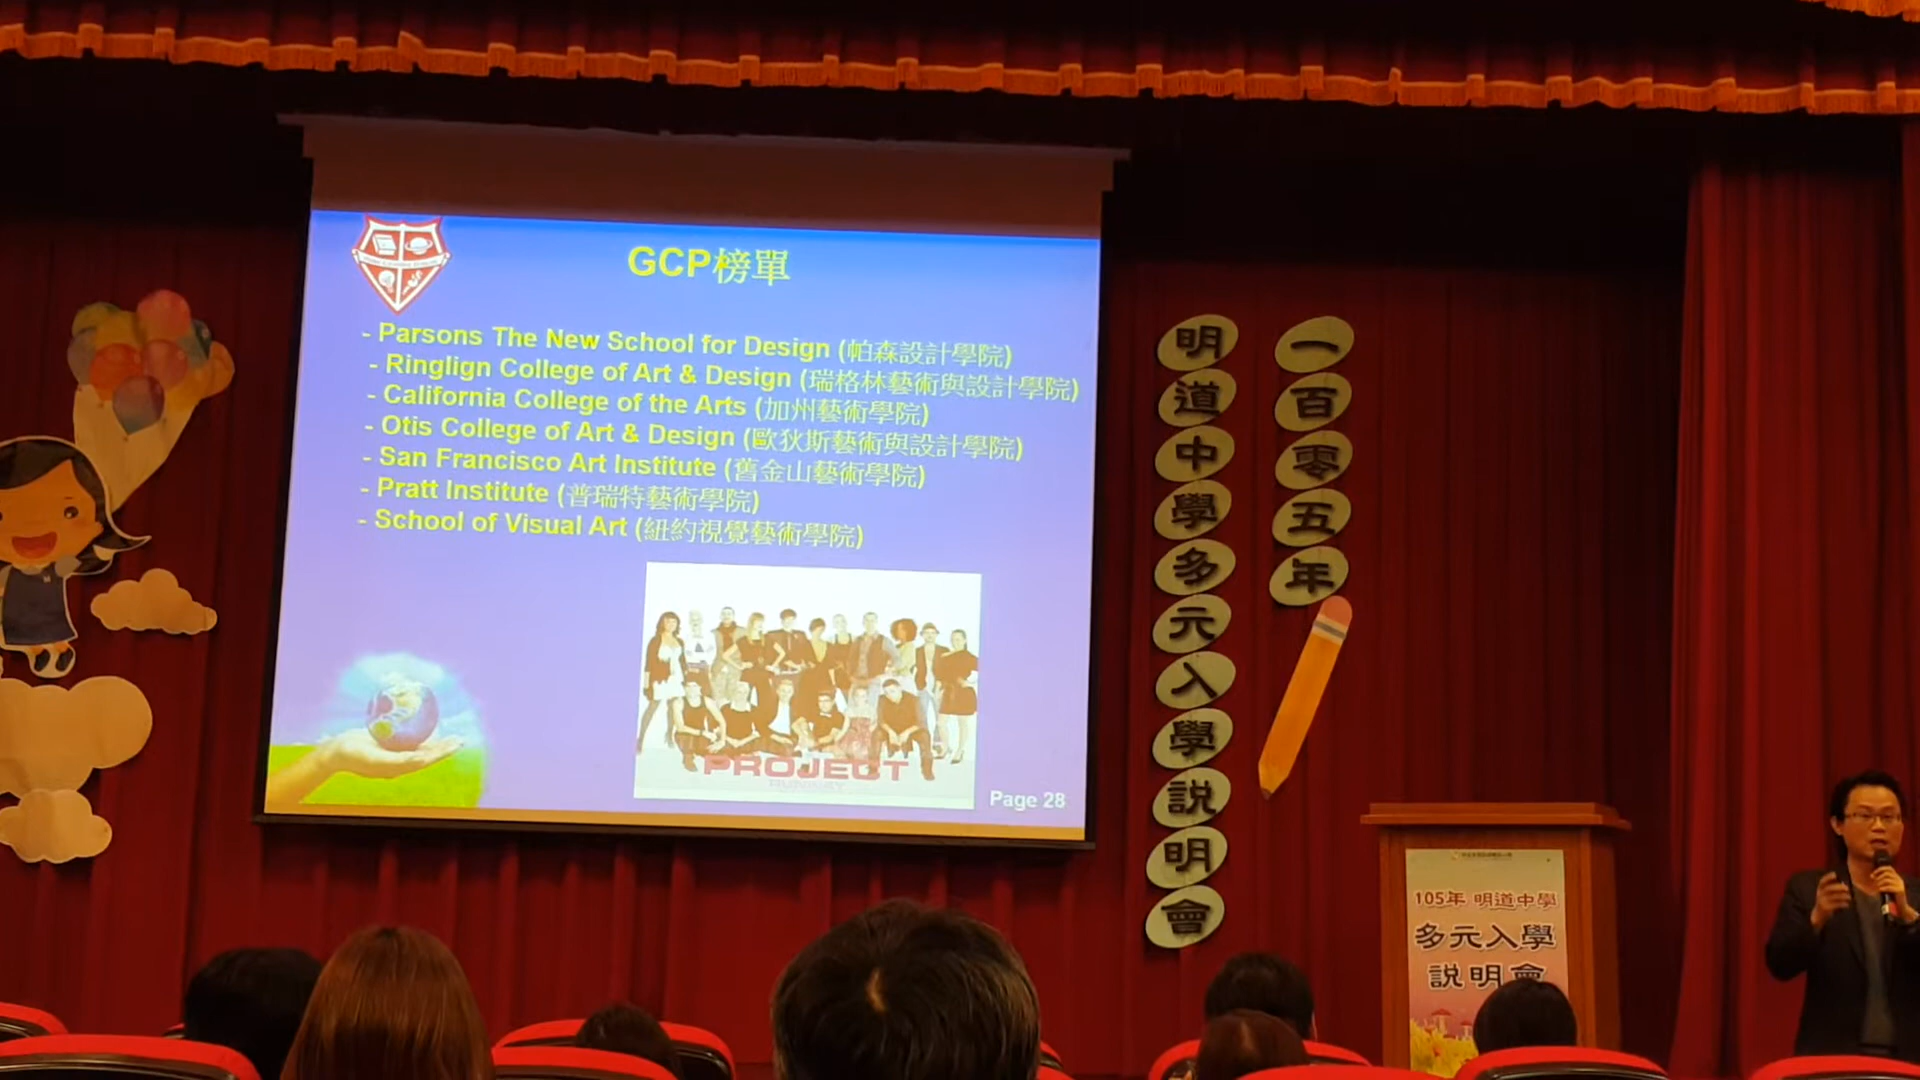 GCP榜單
- Parsons The New School for Design (帕森設計學院)
- Ringlign College of Art & Design (瑞格林藝術與設計學院)
- California College of the Arts (加州藝術學院)
- Otis College of Art & Design (歐狄斯藝術與設計學院)
- San Francisco Art Institute (舊金山藝術學院)
- Pratt Institute (普瑞特藝術學院)
- School of Visual Art (紐約視覺藝術學院)
PROJECT
RUNWAY
Page 28
一百零五年
明道中學多元入學説明會
105年 明道中學
多元入學
説明會